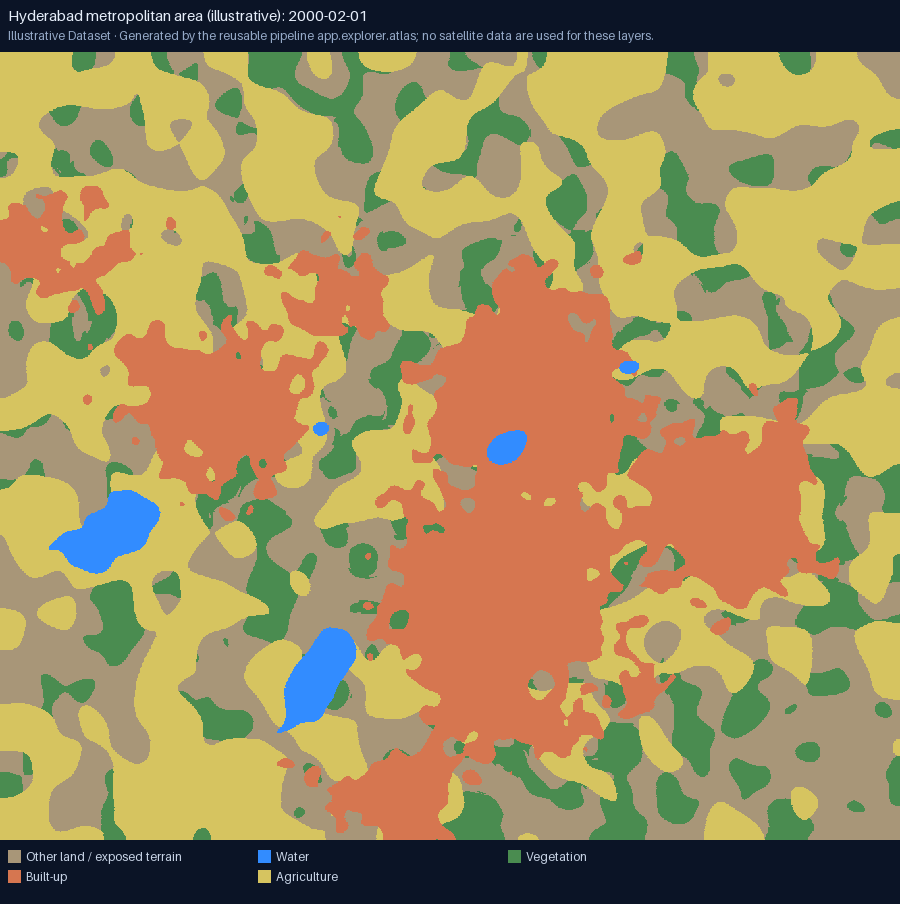 Hyderabad metropolitan area (illustrative): 2000-02-01
Illustrative Dataset · Generated by the reusable pipeline app.explorer.atlas; no satellite data are used for these layers.
Other land / exposed terrain
Water
Vegetation
Built-up
Agriculture